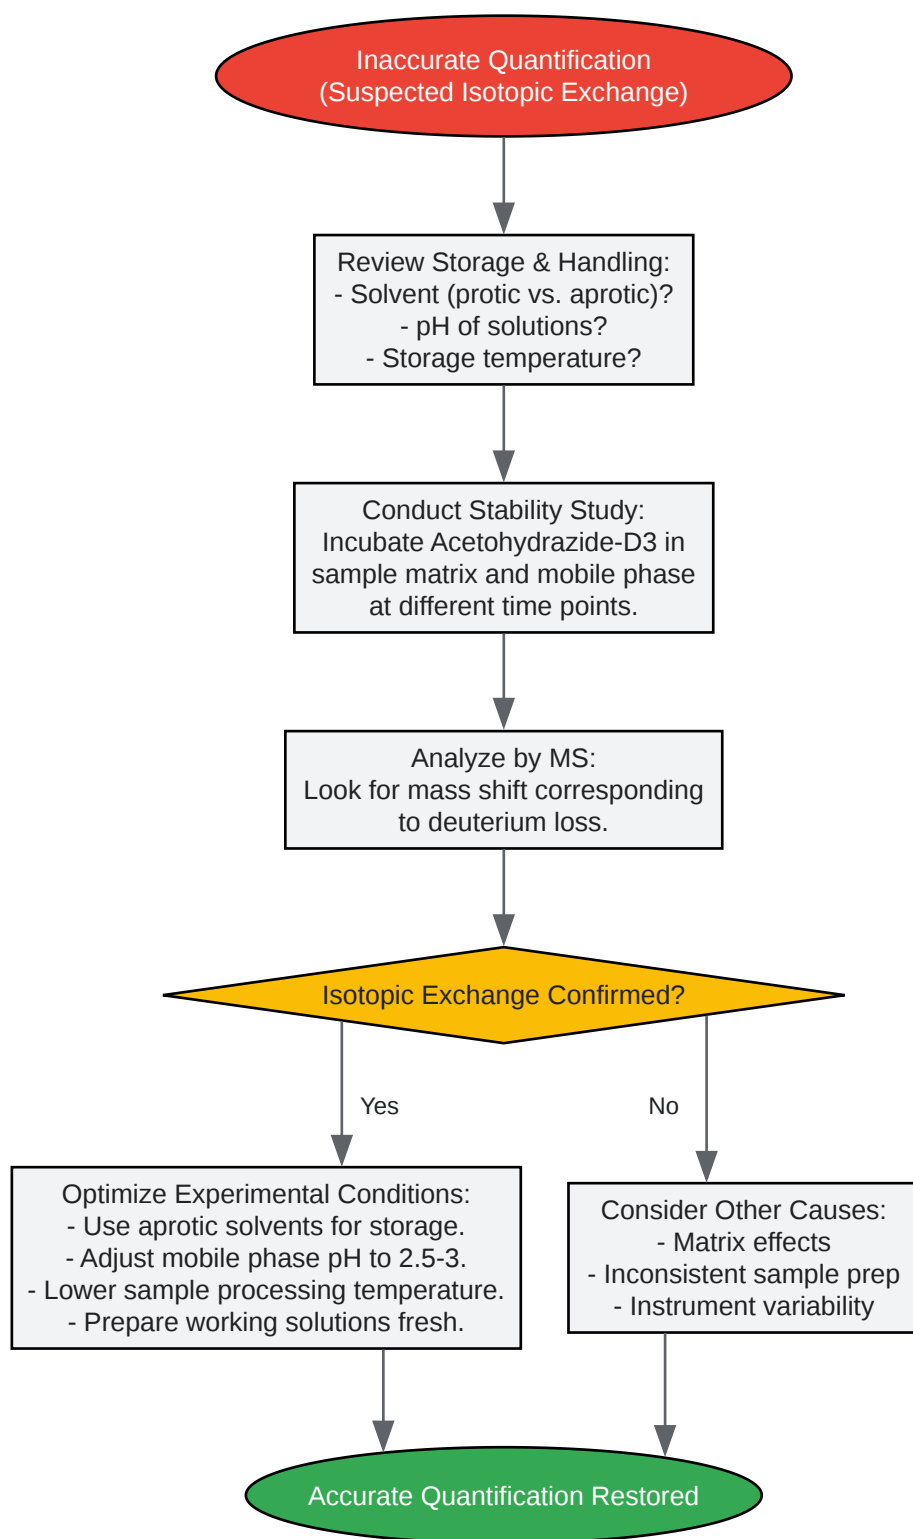 Inaccurate Quantification
(Suspected Isotopic Exchange)
Review Storage & Handling:
- Solvent (protic vs. aprotic)?
- pH of solutions?
- Storage temperature?
Conduct Stability Study:
Incubate Acetohydrazide-D3 in
sample matrix and mobile phase
at different time points.
Analyze by MS:
Look for mass shift corresponding
to deuterium loss.
Isotopic Exchange Confirmed?
Yes
No
Optimize Experimental Conditions:
- Use aprotic solvents for storage.
- Adjust mobile phase pH to 2.5-3.
- Lower sample processing temperature.
- Prepare working solutions fresh.
Consider Other Causes:
- Matrix effects
- Inconsistent sample prep
- Instrument variability
Accurate Quantification Restored